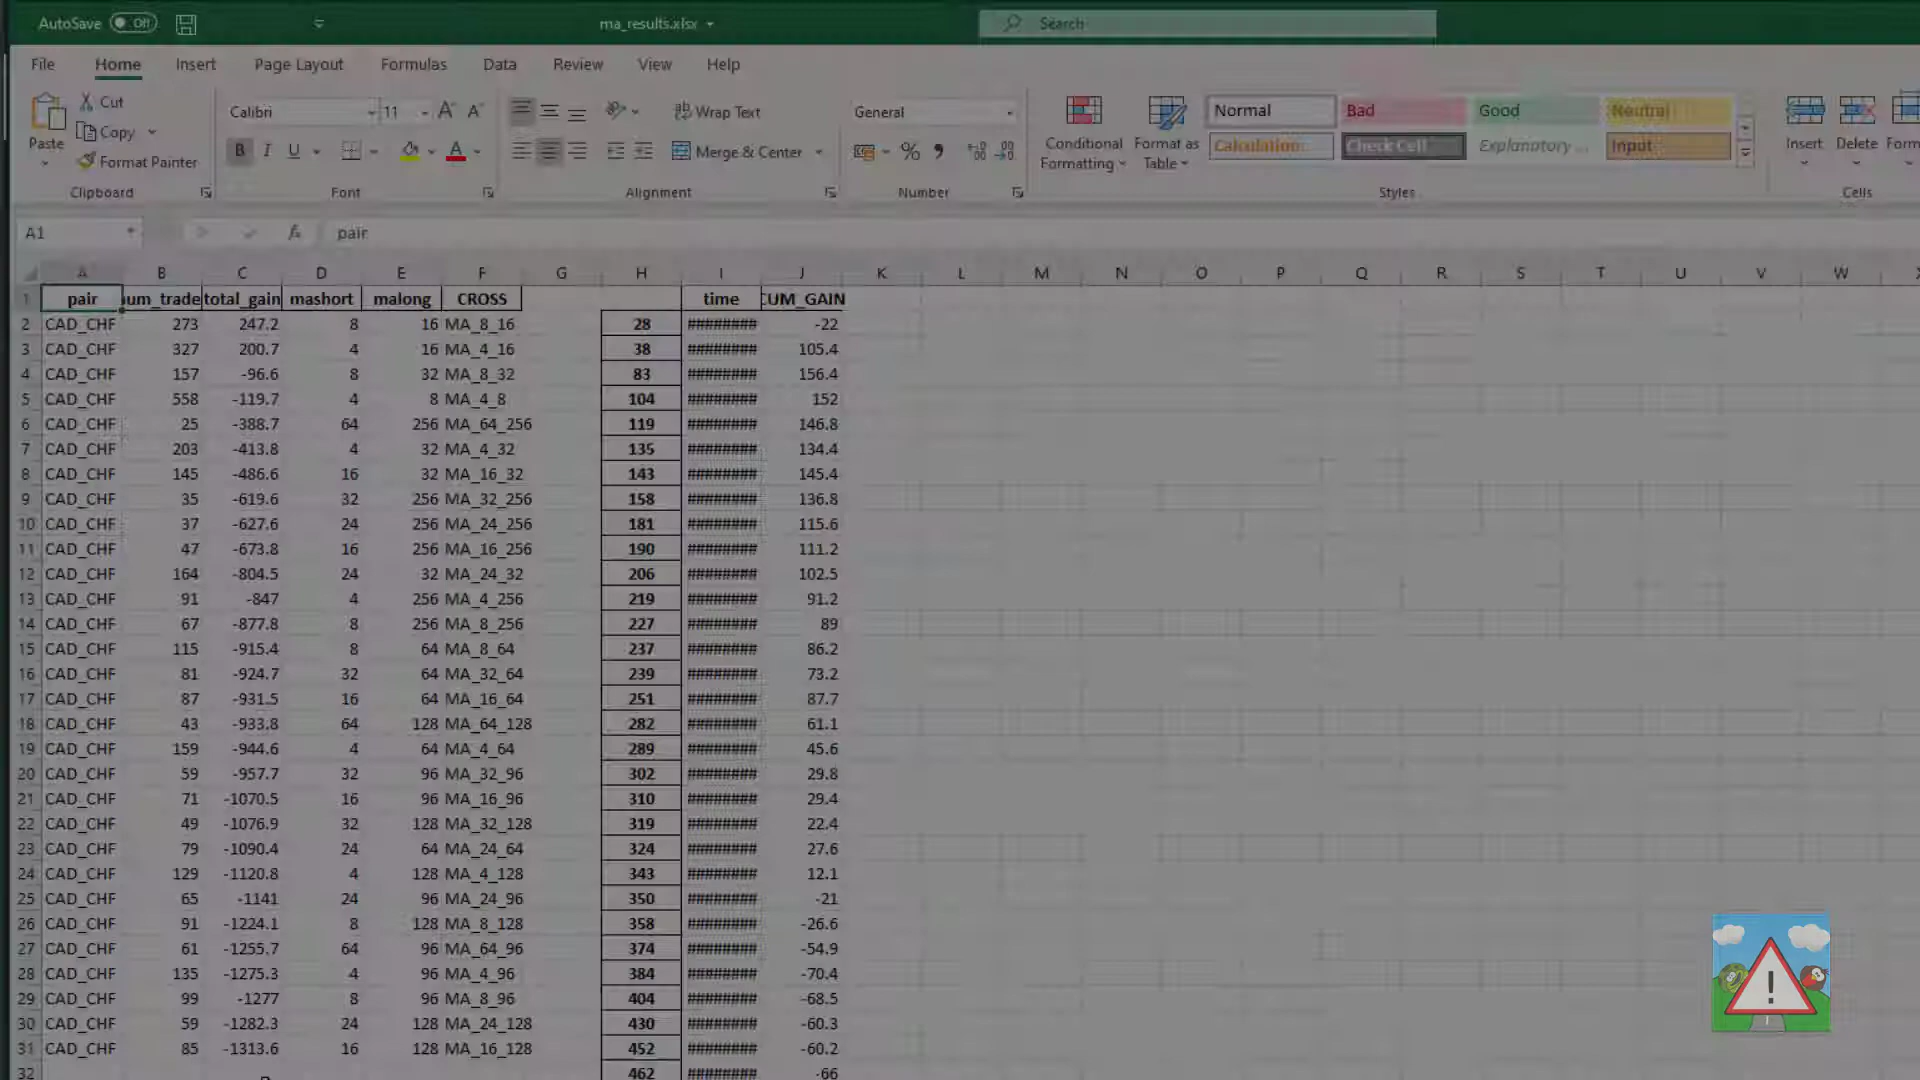 AutoSave Off ma_results.xlsx Search
File Home Insert Page Layout Formulas Data Review View Help
Cut
Copy
Format Painter
Paste
Clipboard
Calibri 11
B I U
Font
Wrap Text
Merge & Center
Alignment
General
Number
Conditional Formatting
Format as Table
Normal Bad Good Neutral
Calculation Check Cell Explanatory ... Input
Styles
Insert Delete Form
Cells
A1 fx pair
A B C D E F G H I J K L M N O P Q R S T U V W X
1 pair um_trade total_gain mashort malong CROSS time CUM_GAIN
2 CAD_CHF 273 247.2 8 16 MA_8_16 28 ######## -22
3 CAD_CHF 327 200.7 4 16 MA_4_16 38 ######## 105.4
4 CAD_CHF 157 -96.6 8 32 MA_8_32 83 ######## 156.4
5 CAD_CHF 558 -119.7 4 8 MA_4_8 104 ######## 152
6 CAD_CHF 25 -388.7 64 256 MA_64_256 119 ######## 146.8
7 CAD_CHF 203 -413.8 4 32 MA_4_32 135 ######## 134.4
8 CAD_CHF 145 -486.6 16 32 MA_16_32 143 ######## 145.4
9 CAD_CHF 35 -619.6 32 256 MA_32_256 158 ######## 136.8
10 CAD_CHF 37 -627.6 24 256 MA_24_256 181 ######## 115.6
11 CAD_CHF 47 -673.8 16 256 MA_16_256 190 ######## 111.2
12 CAD_CHF 164 -804.5 24 32 MA_24_32 206 ######## 102.5
13 CAD_CHF 91 -847 4 256 MA_4_256 219 ######## 91.2
14 CAD_CHF 67 -877.8 8 256 MA_8_256 227 ######## 89
15 CAD_CHF 115 -915.4 8 64 MA_8_64 237 ######## 86.2
16 CAD_CHF 81 -924.7 32 64 MA_32_64 239 ######## 73.2
17 CAD_CHF 87 -931.5 16 64 MA_16_64 251 ######## 87.7
18 CAD_CHF 43 -933.8 64 128 MA_64_128 282 ######## 61.1
19 CAD_CHF 159 -944.6 4 64 MA_4_64 289 ######## 45.6
20 CAD_CHF 59 -957.7 32 96 MA_32_96 302 ######## 29.8
21 CAD_CHF 71 -1070.5 16 96 MA_16_96 310 ######## 29.4
22 CAD_CHF 49 -1076.9 32 128 MA_32_128 319 ######## 22.4
23 CAD_CHF 79 -1090.4 24 64 MA_24_64 324 ######## 27.6
24 CAD_CHF 129 -1120.8 4 128 MA_4_128 343 ######## 12.1
25 CAD_CHF 65 -1141 24 96 MA_24_96 350 ######## -21
26 CAD_CHF 91 -1224.1 8 128 MA_8_128 358 ######## -26.6
27 CAD_CHF 61 -1255.7 64 96 MA_64_96 374 ######## -54.9
28 CAD_CHF 135 -1275.3 4 96 MA_4_96 384 ######## -70.4
29 CAD_CHF 99 -1277 8 96 MA_8_96 404 ######## -68.5
30 CAD_CHF 59 -1282.3 24 128 MA_24_128 430 ######## -60.3
31 CAD_CHF 85 -1313.6 16 128 MA_16_128 452 ######## -60.2
32 462 ######## -66